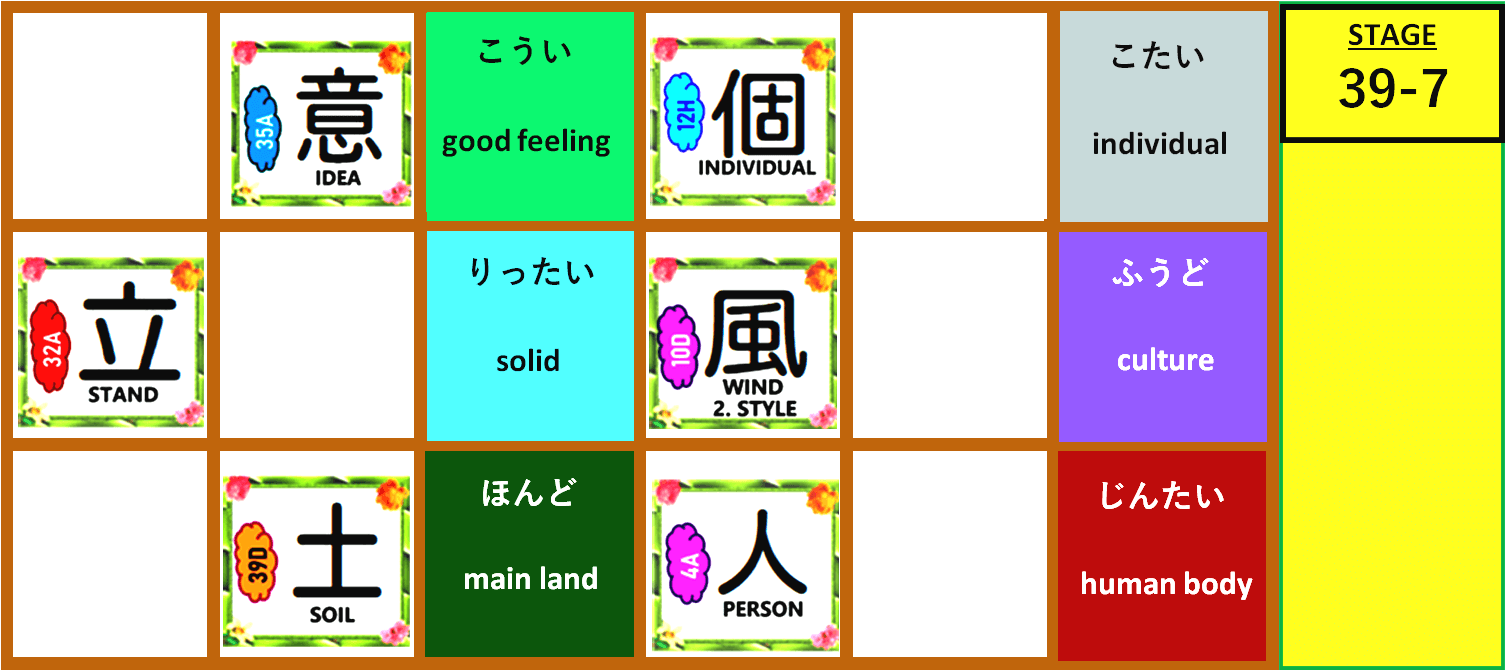 35A
意
IDEA
こうい
good feeling
12H
個
INDIVIDUAL
こたい
individual
STAGE
39-7
32A
立
STAND
りったい
solid
10D
風
WIND
2. STYLE
ふうど
culture
39D
土
SOIL
ほんど
main land
4A
人
PERSON
じんたい
human body